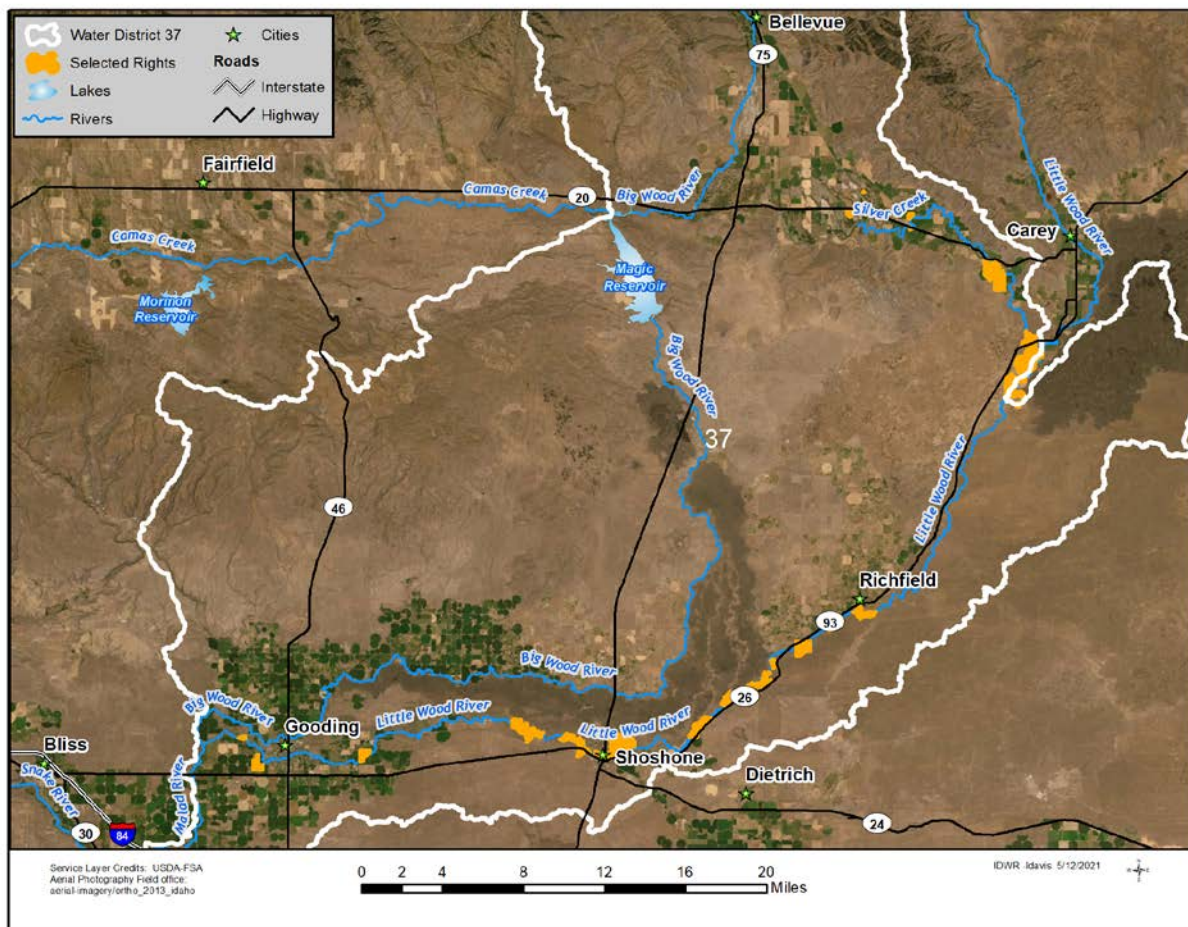 Water District 37
Selected Rights
Lakes
Rivers
Cities
Roads
Interstate
Highway
Bellevue
75
Fairfield
Camas Creek
20
Big Wood River
Silver Creek
Little Wood River
Carey
Camas Creek
Magic
Reservoir
Mormon
Reservoir
Big Wood River
37
46
Little Wood River
Richfield
93
Big Wood River
26
Big Wood River
Gooding
Little Wood River
Little Wood River
Bliss
Shoshone
Snake River
Malad River
Dietrich
30
84
24
Service Layer Credits: USDA-FSA
Aerial Photography Field office:
aerial-imagery/ortho_2013_idaho
0 2 4 8 12 16 20
Miles
IDWR -ldavis 5/12/2021